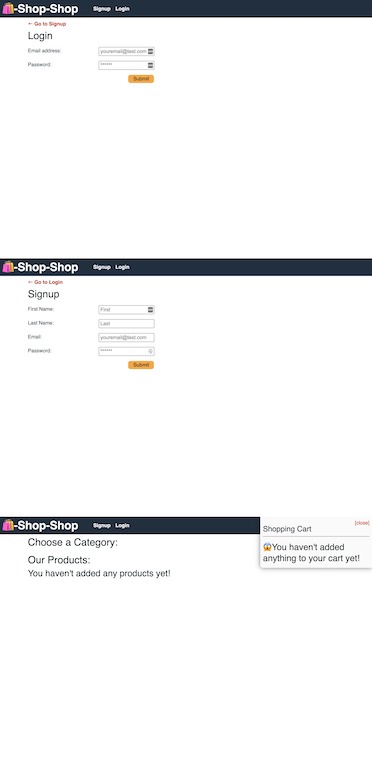 -Shop-Shop Signup Login
← Go to Signup
Login
Email address: youremail@test.com
Password: ******
Submit
-Shop-Shop Signup Login
← Go to Login
Signup
First Name: First
Last Name: Last
Email: youremail@test.com
Password: ******
Submit
-Shop-Shop Signup Login
[close]
Shopping Cart
😱You haven't added
anything to your cart yet!
Choose a Category:
Our Products:
You haven't added any products yet!